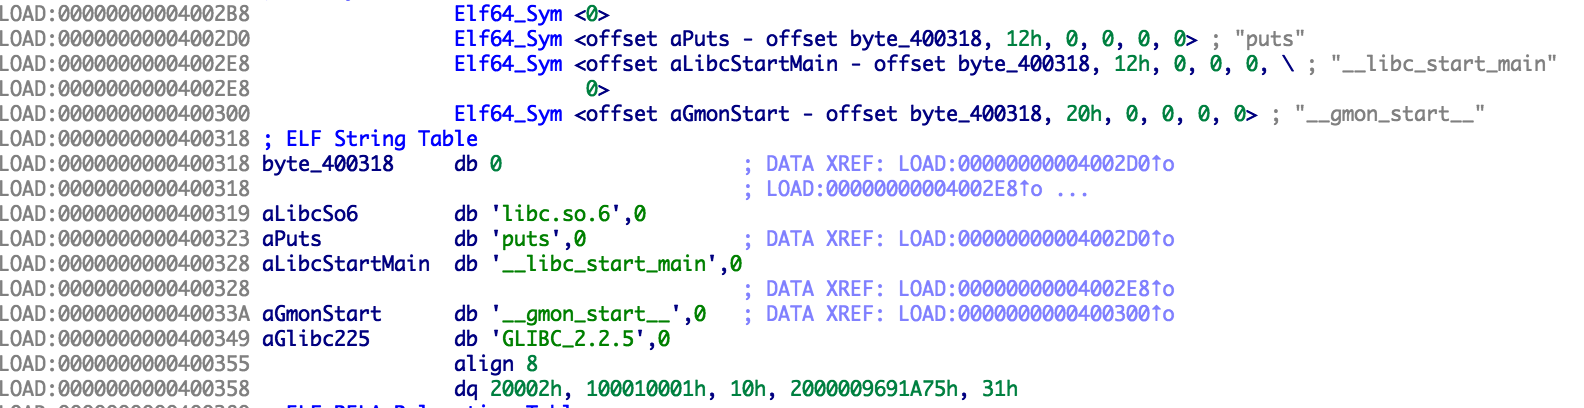 LOAD:00000000004002B8 Elf64_Sym <0>
LOAD:00000000004002D0 Elf64_Sym <offset aPuts - offset byte_400318, 12h, 0, 0, 0, 0> ; "puts"
LOAD:00000000004002E8 Elf64_Sym <offset aLibcStartMain - offset byte_400318, 12h, 0, 0, 0, \ ; "__libc_start_main"
LOAD:00000000004002E8 0>
LOAD:0000000000400300 Elf64_Sym <offset aGmonStart - offset byte_400318, 20h, 0, 0, 0, 0> ; "__gmon_start__"
LOAD:0000000000400318 ; ELF String Table
LOAD:0000000000400318 byte_400318 db 0 ; DATA XREF: LOAD:00000000004002D0↑o
LOAD:0000000000400318 ; LOAD:00000000004002E8↑o ...
LOAD:0000000000400319 aLibcSo6 db 'libc.so.6',0
LOAD:0000000000400323 aPuts db 'puts',0 ; DATA XREF: LOAD:00000000004002D0↑o
LOAD:0000000000400328 aLibcStartMain db '__libc_start_main',0
LOAD:0000000000400328 ; DATA XREF: LOAD:00000000004002E8↑o
LOAD:000000000040033A aGmonStart db '__gmon_start__',0 ; DATA XREF: LOAD:0000000000400300↑o
LOAD:0000000000400349 aGlibc225 db 'GLIBC_2.2.5',0
LOAD:0000000000400355 align 8
LOAD:0000000000400358 dq 20002h, 100010001h, 10h, 2000009691A75h, 31h